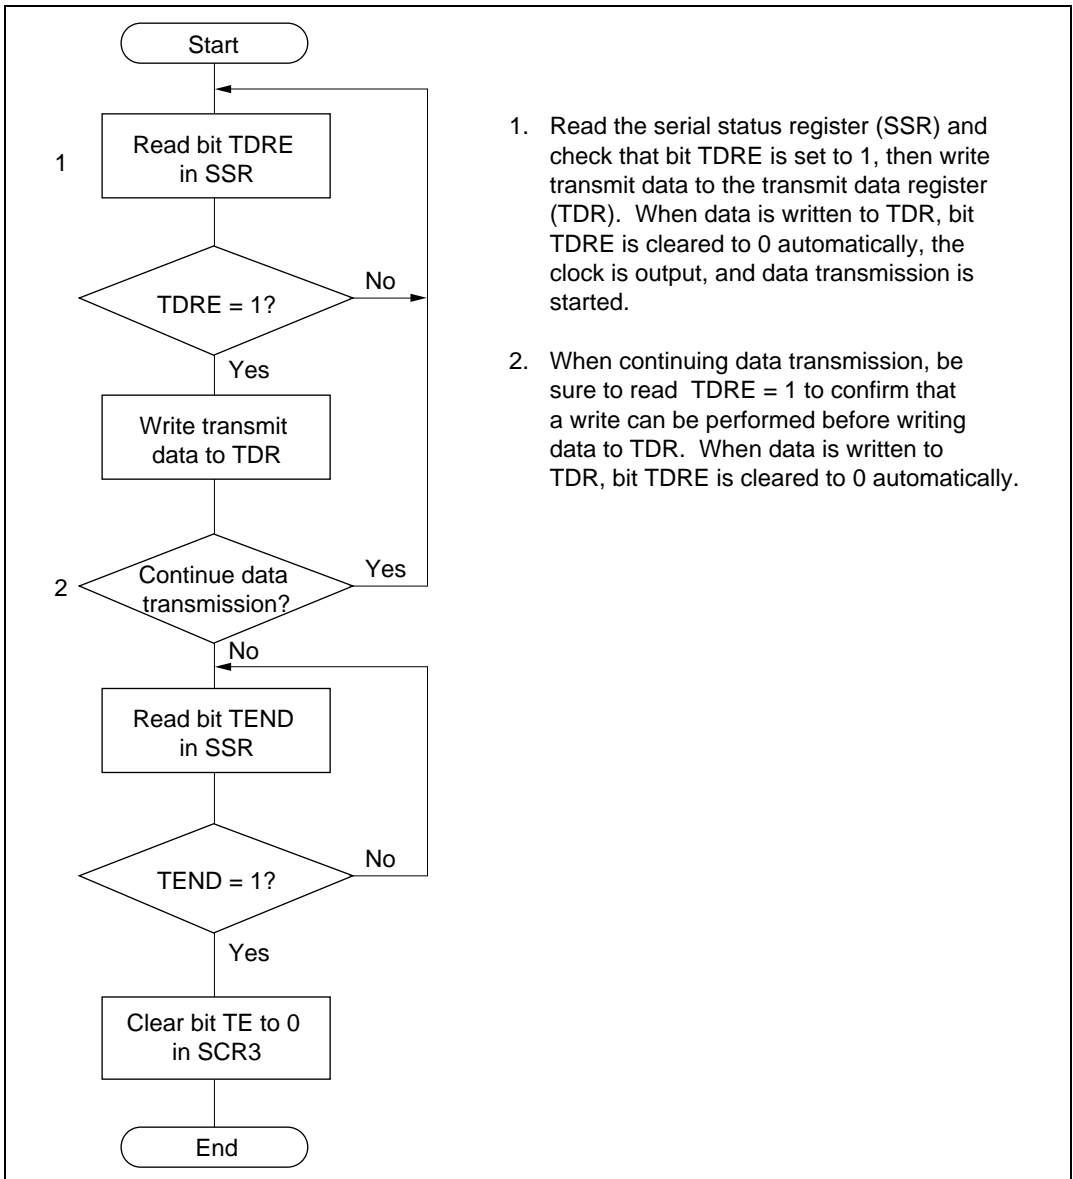 Start
1
Read bit TDRE
in SSR
TDRE = 1?
No
Yes
Write transmit
data to TDR
2
Continue data
transmission?
Yes
No
Read bit TEND
in SSR
TEND = 1?
No
Yes
Clear bit TE to 0
in SCR3
End
1. Read the serial status register (SSR) and
check that bit TDRE is set to 1, then write
transmit data to the transmit data register
(TDR). When data is written to TDR, bit
TDRE is cleared to 0 automatically, the
clock is output, and data transmission is
started.
2. When continuing data transmission, be
sure to read TDRE = 1 to confirm that
a write can be performed before writing
data to TDR. When data is written to
TDR, bit TDRE is cleared to 0 automatically.